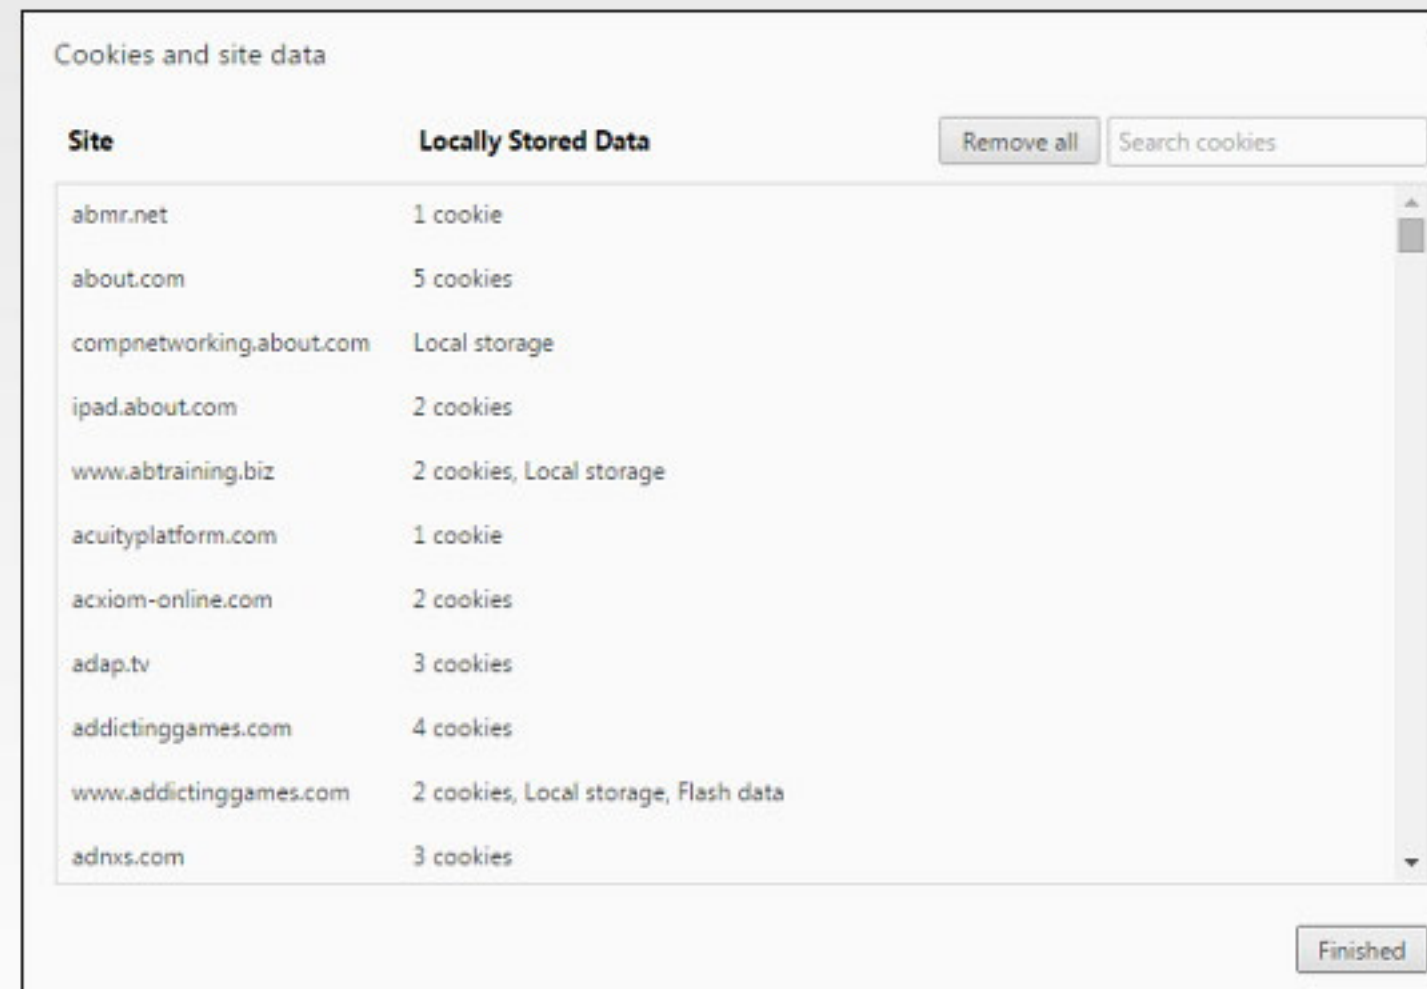 Cookies and site data
Site Locally Stored Data Remove all Search cookies
abmr.net 1 cookie
about.com 5 cookies
compnetworking.about.com Local storage
ipad.about.com 2 cookies
www.abtraining.biz 2 cookies, Local storage
acuityplatform.com 1 cookie
acxiom-online.com 2 cookies
adap.tv 3 cookies
addictinggames.com 4 cookies
www.addictinggames.com 2 cookies, Local storage, Flash data
adnxs.com 3 cookies
Finished